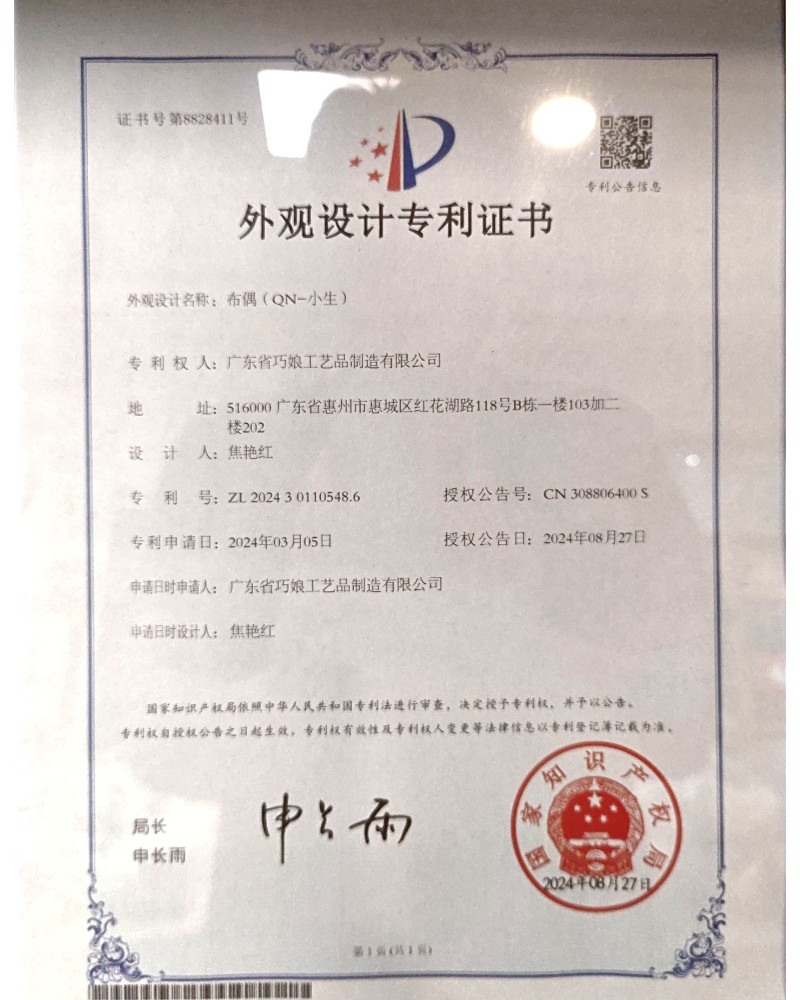 证书号第8828411号
专利公告信息
外观设计专利证书
外观设计名称：布偶（QN-小生）
专利权人：广东省巧娘工艺品制造有限公司
地址：516000 广东省惠州市惠城区红花湖路118号B栋一楼103加二
楼202
设计人：焦艳红
专利号：ZL 2024 3 0110548.6 授权公告号：CN 308806400 S
专利申请日：2024年03月05日 授权公告日：2024年08月27日
申请日时申请人：广东省巧娘工艺品制造有限公司
申请日时设计人：焦艳红
国家知识产权局依照中华人民共和国专利法进行审查，决定授予专利权，并予以公告。
专利权自授权公告之日起生效。专利权有效性及专利权人变更等法律信息以专利登记簿记载为准。
局长
申长雨
申长雨
国家知识产权局
2024年08月27日
第1页(共1页)